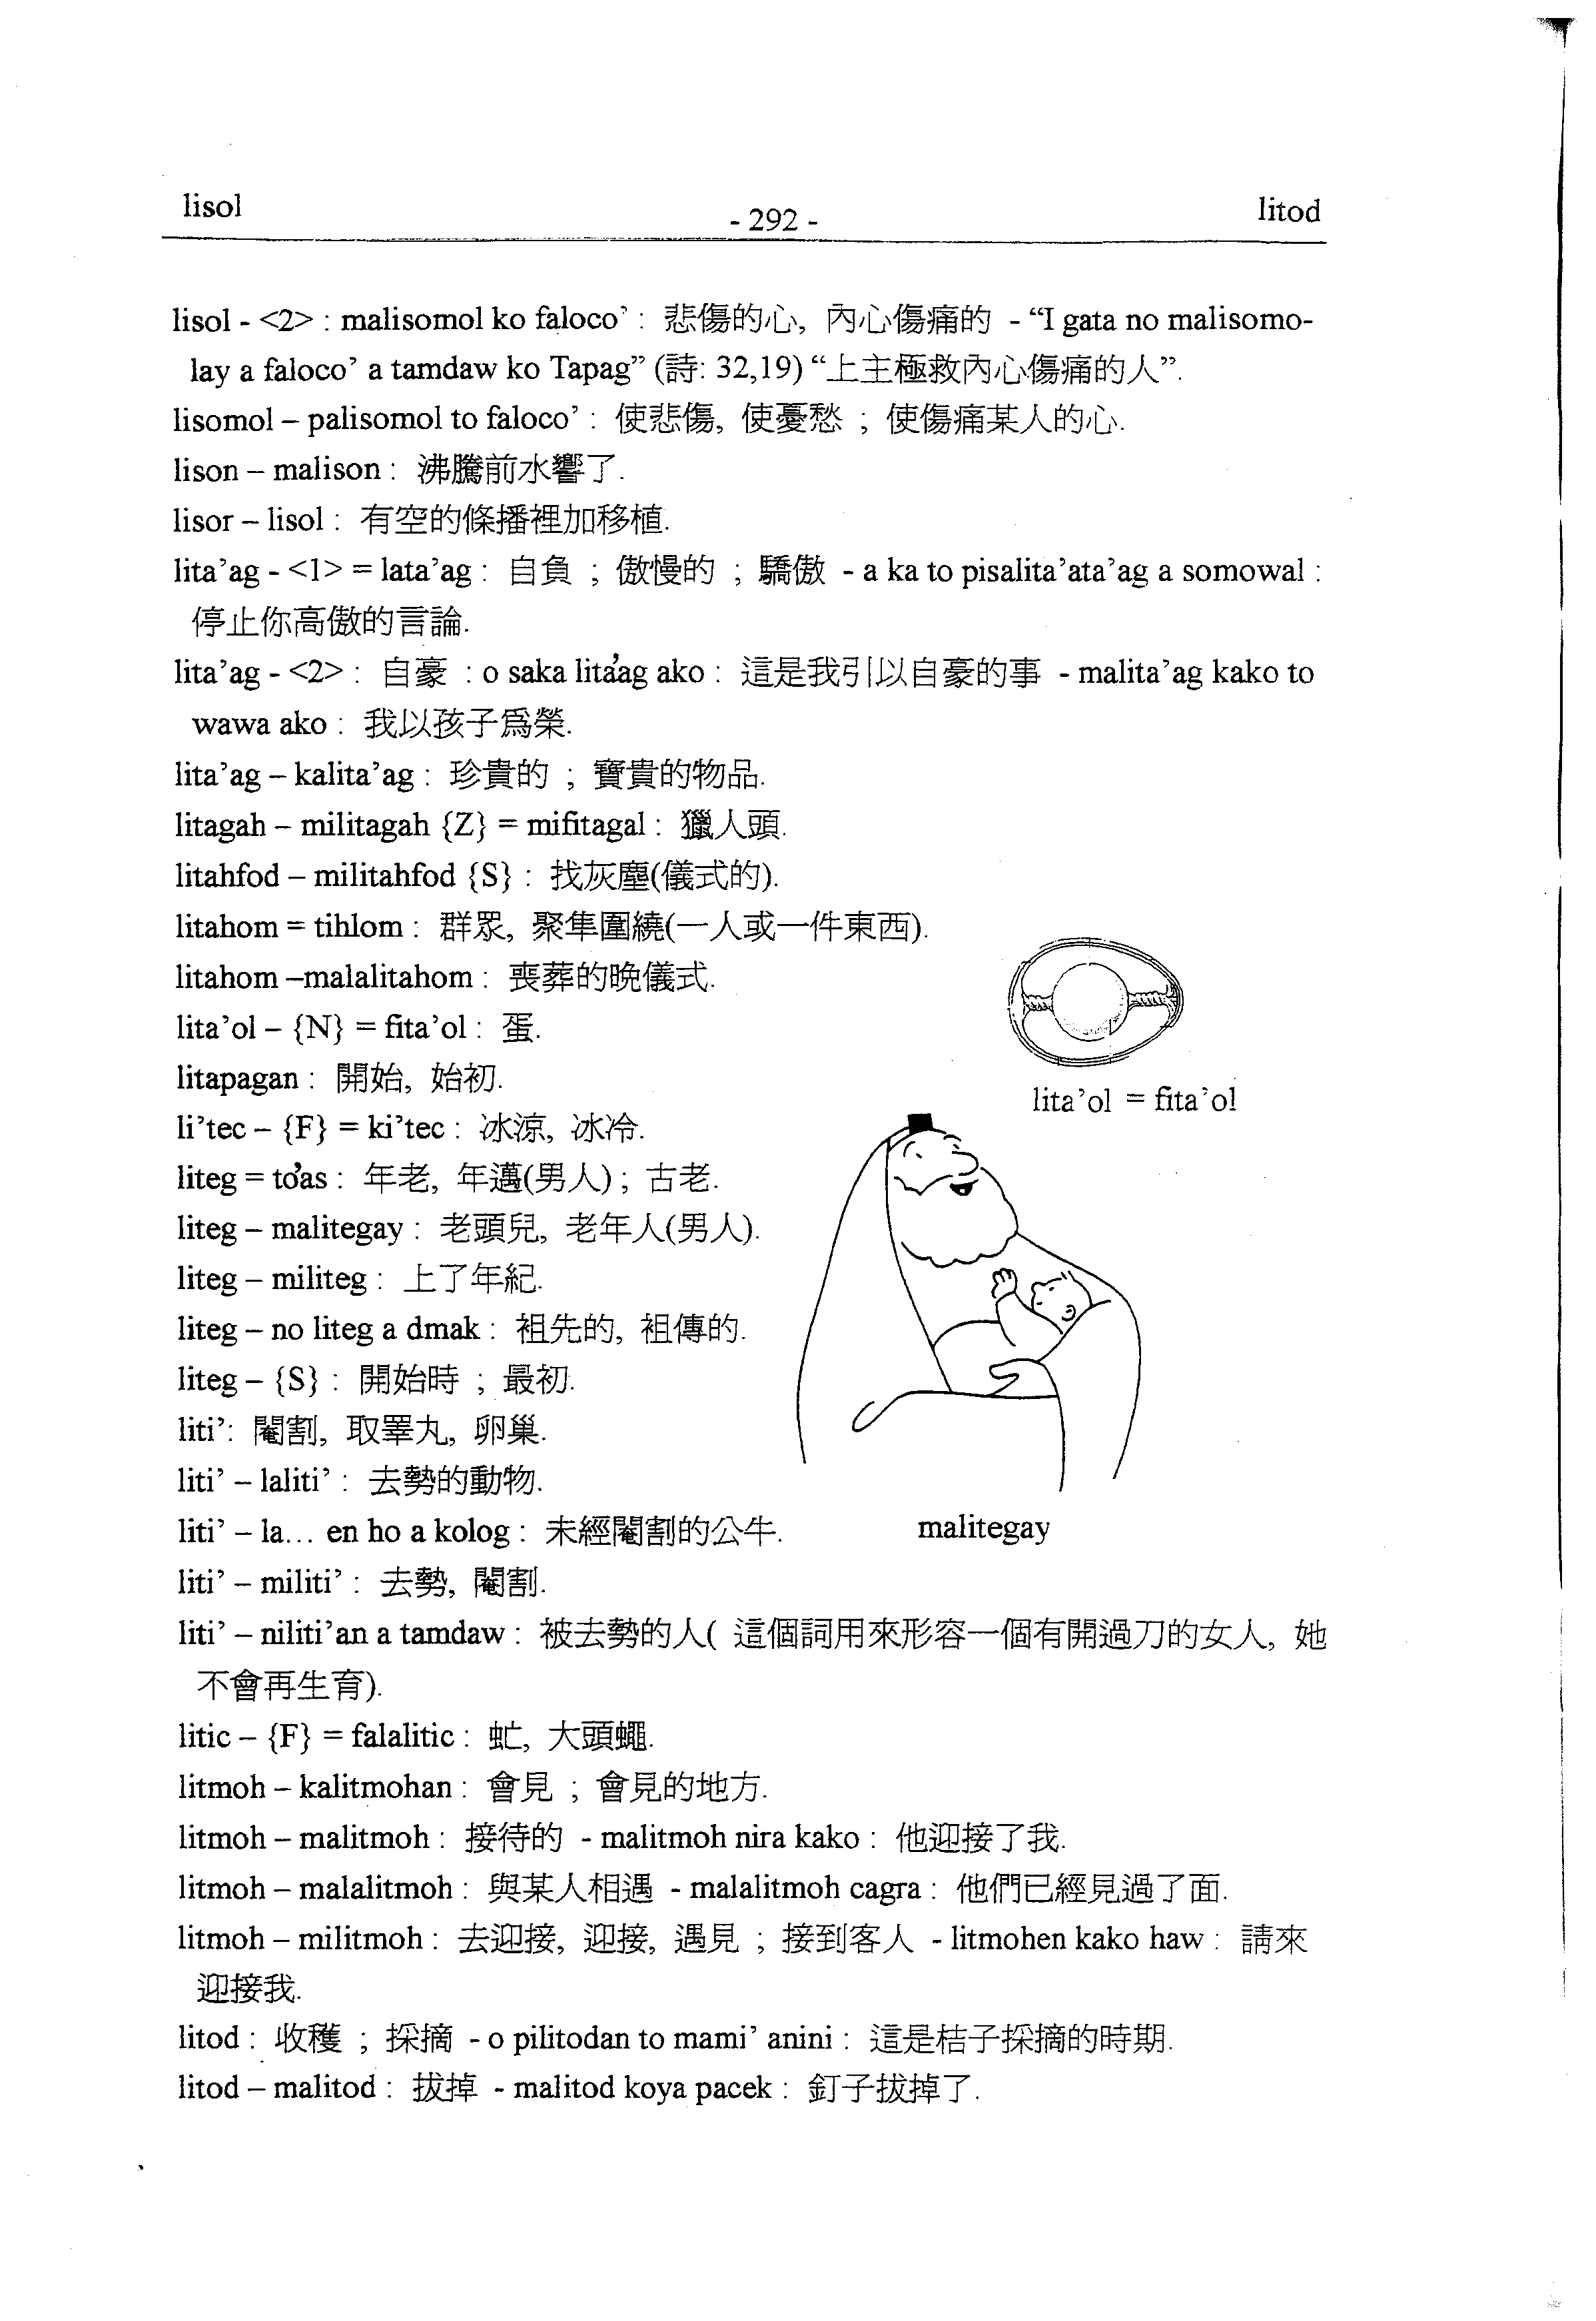 lisol
- 292 -
litod
lisol - <2> : malisomol ko faloco’ : 悲傷的心, 內心傷痛的 - “I gata no malisomo-
lay a faloco’ a tamdaw ko Tapag” (詩: 32,19) “上主極救內心傷痛的人”.
lisomol – palisomol to faloco’ : 使悲傷, 使憂愁 ; 使傷痛某人的心.
lison – malison : 沸騰前水響了.
lisor – lisol : 有空的條播裡加移植.
lita’ag - <1> = lata’ag : 自負 ; 傲慢的 ; 驕傲 - a ka to pisalita’ata’ag a somowal :
停止你高傲的言論.
lita’ag - <2> : 自豪 : o saka lita’ag ako : 這是我引以自豪的事 - malita’ag kako to
wawa ako : 我以孩子爲榮.
lita’ag – kalita’ag : 珍貴的 ; 寶貴的物品.
litagah – militagah {Z} = mifitagal : 獵人頭.
litahfod – militahfod {S} : 找灰塵(儀式的).
litahom = tihlom : 群眾, 聚隼圍繞(一人或一件東西).
litahom –malalitahom : 喪葬的晚儀式.
lita’ol – {N} = fita’ol : 蛋.
litapagan : 開始, 始初.
lita’ol = fita’ol
li’tec – {F} = ki’tec : 冰涼, 冰冷.
liteg = to’as : 年老, 年邁(男人) ; 古老.
liteg – malitegay : 老頭兒, 老年人(男人).
liteg – militeg : 上了年紀.
liteg – no liteg a dmak : 祖先的, 祖傳的.
liteg – {S} : 開始時 ; 最初.
liti’: 閹割, 取睪丸, 卵巢.
liti’ – laliti’ : 去勢的動物.
liti’ – la... en ho a kolog : 未經閹割的公牛.
malitegay
liti’ – militi’ : 去勢, 閹割.
liti’ – niliti’an a tamdaw : 被去勢的人( 這個詞用來形容一個有開過刀的女人, 她
不會再生育).
litic – {F} = falalitic : 虻, 大頭蠅.
litmoh – kalitmohan : 會見 ; 會見的地方.
litmoh – malitmoh : 接待的 - malitmoh nira kako : 他迎接了我.
litmoh – malalitmoh : 與某人相遇 - malalitmoh cagra : 他們已經見過了面.
litmoh – militmoh : 去迎接, 迎接, 遇見 ; 接到客人 - litmohen kako haw : 請來
迎接我.
litod : 收穫 ; 採摘 - o pilitodan to mami’ anini : 這是桔子採摘的時期.
litod – malitod : 拔掉 - malitod koya pacek : 釘子拔掉了.